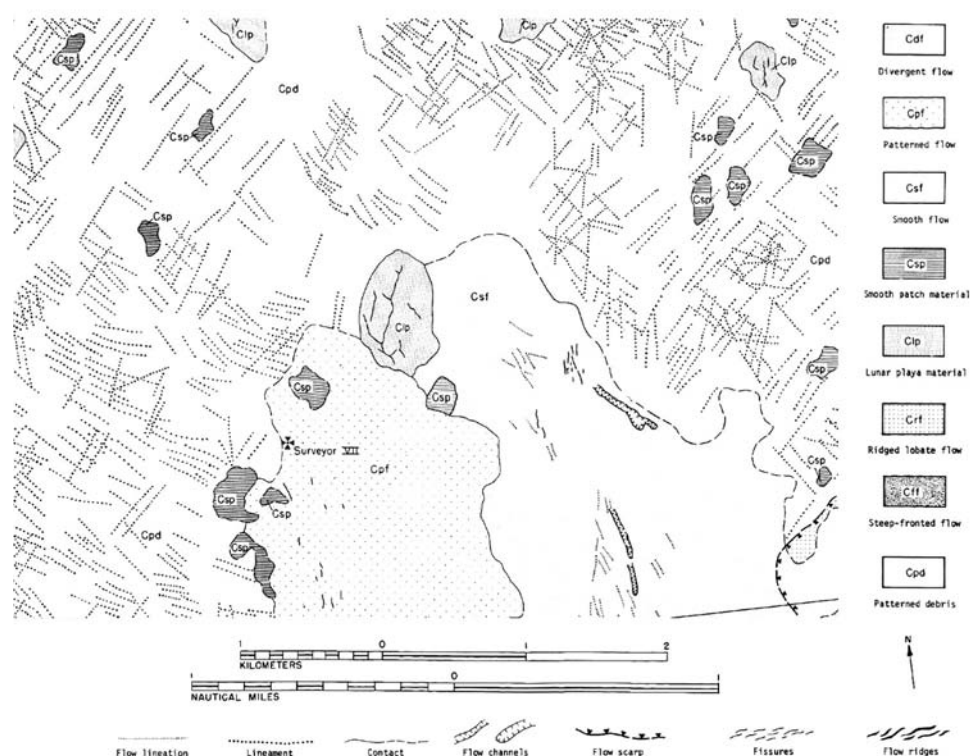 Clp
Clp
Csp
Clp
Cpd
Csp
Csp
Csp
Csp
Csp
Csp
Cpd
Csf
Clp
Csp
Csp
Csp
Surveyor VII
Cpf
Csp
Csp
Csp
Cpd
Csp
Cdf
Divergent flow
Cpf
Patterned flow
Csf
Smooth flow
Csp
Smooth patch material
Clp
Lunar playa material
Crf
Ridged lobate flow
Cff
Steep-fronted flow
Cpd
Patterned debris
1 0 1 2
KILOMETERS
1 0 1
NAUTICAL MILES
N
Flow lineation Lineament Contact Flow channels Flow scarp Fissures Flow ridges